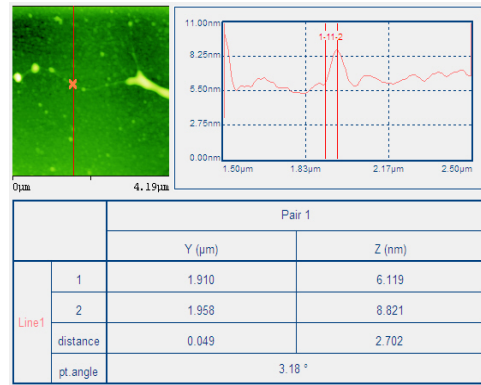 11.00nm
1-11-2
8.25nm
5.50nm
2.75nm
0.00nm
1.50µm 1.83µm 2.17µm 2.50µm
0µm 4.19µm
Pair 1
Y (µm) Z (nm)
Line1
1 1.910 6.119
2 1.958 8.821
distance 0.049 2.702
pt.angle 3.18 °